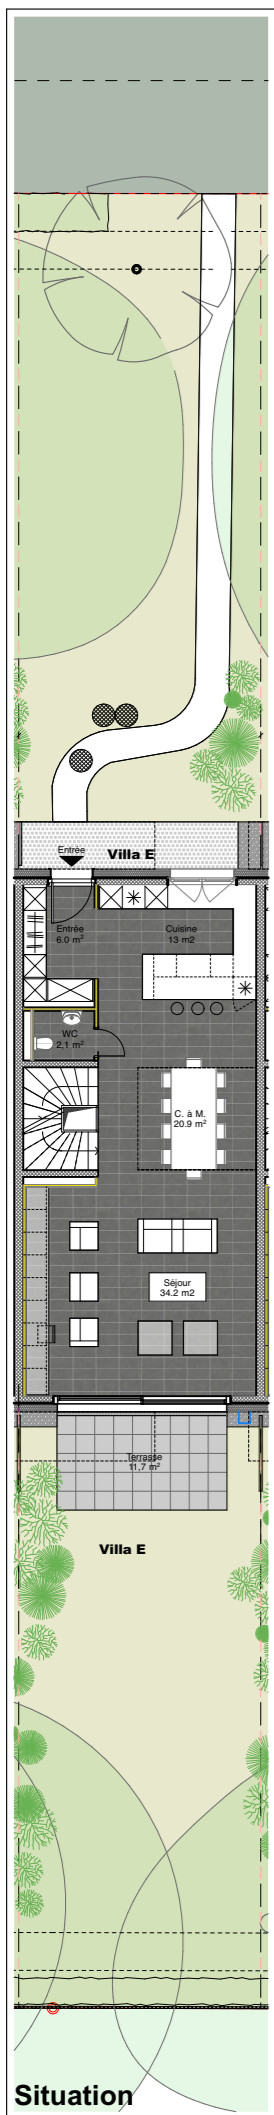 Entrée
Villa E
Entrée
6.0 m²
Cuisine
13 m2
WC
2,1 m²
C. à M.
20.9 m²
Séjour
34.2 m2
Terrasse
11,7 m²
Villa E
Situation